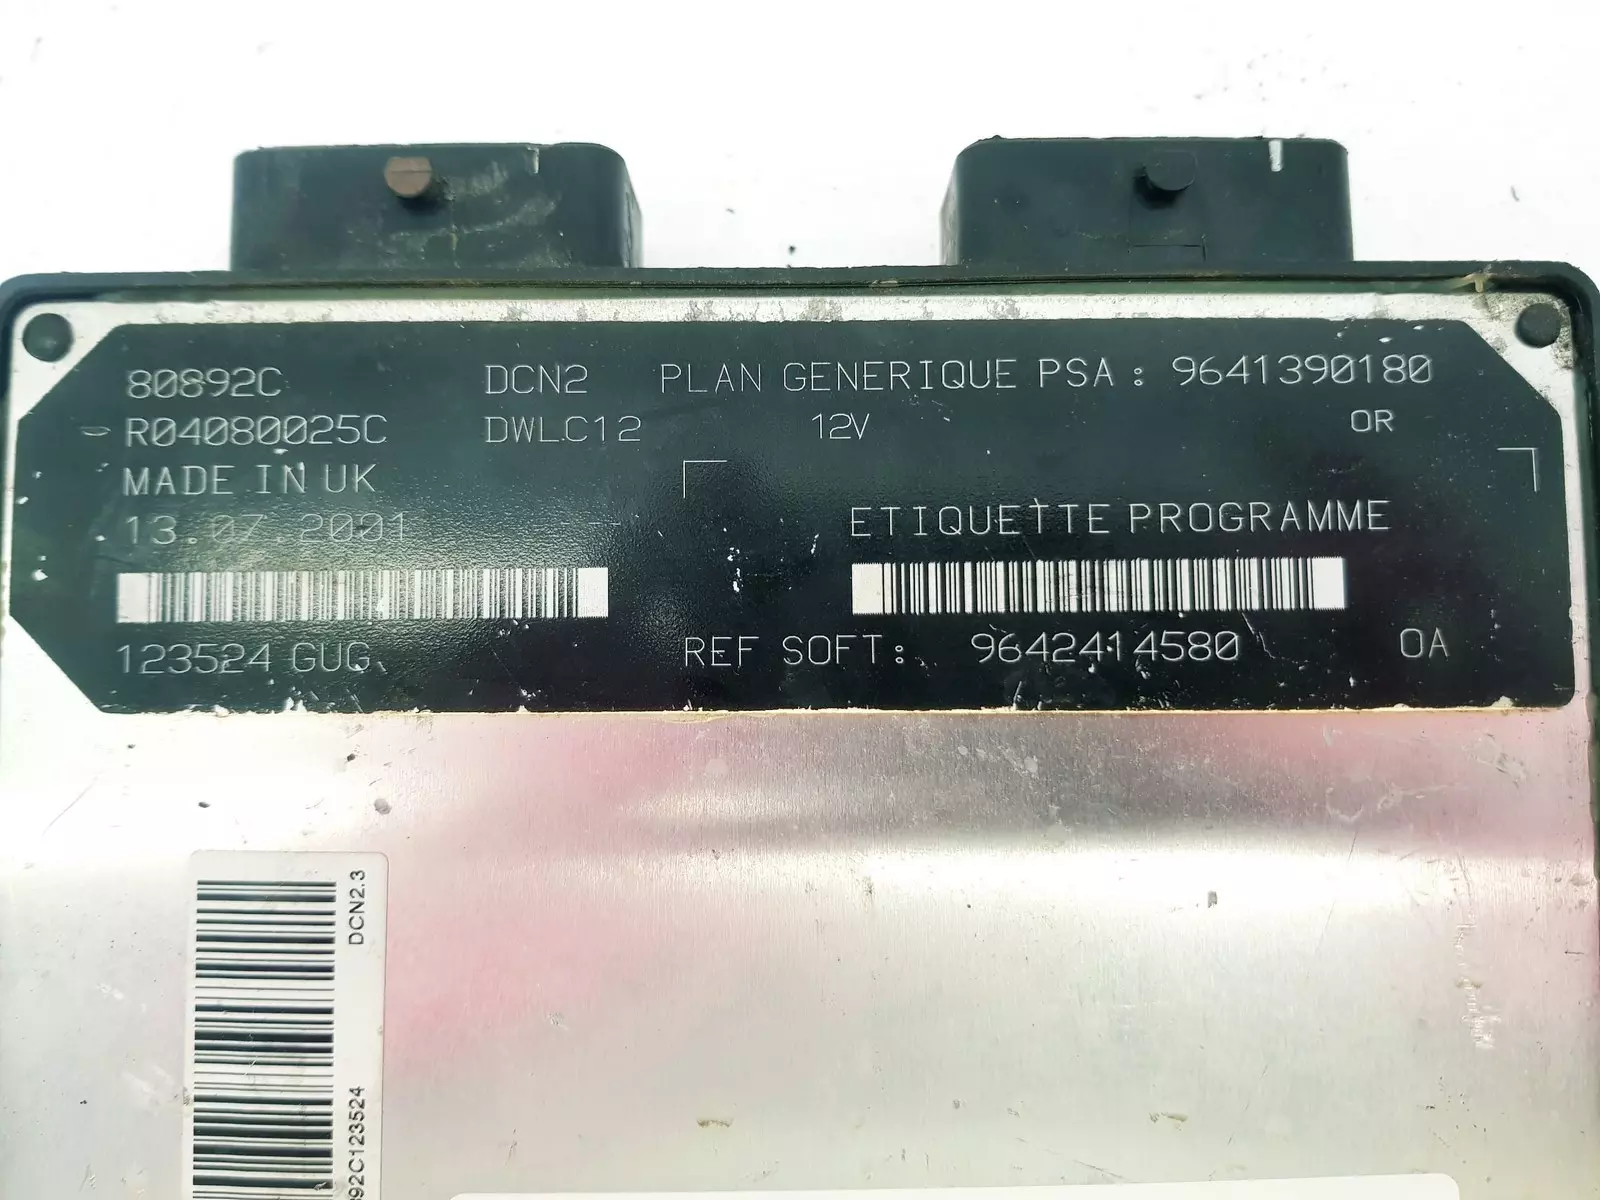 80892C DCN2 PLAN GENERIQUE PSA : 9641390180
R04080025C DWLC12 12V OR
MADE IN UK
13.07.2001
ETIQUETTE PROGRAMME
123524 GUG
REF SOFT: 9642414580 OA
DCN2.3
92C123524